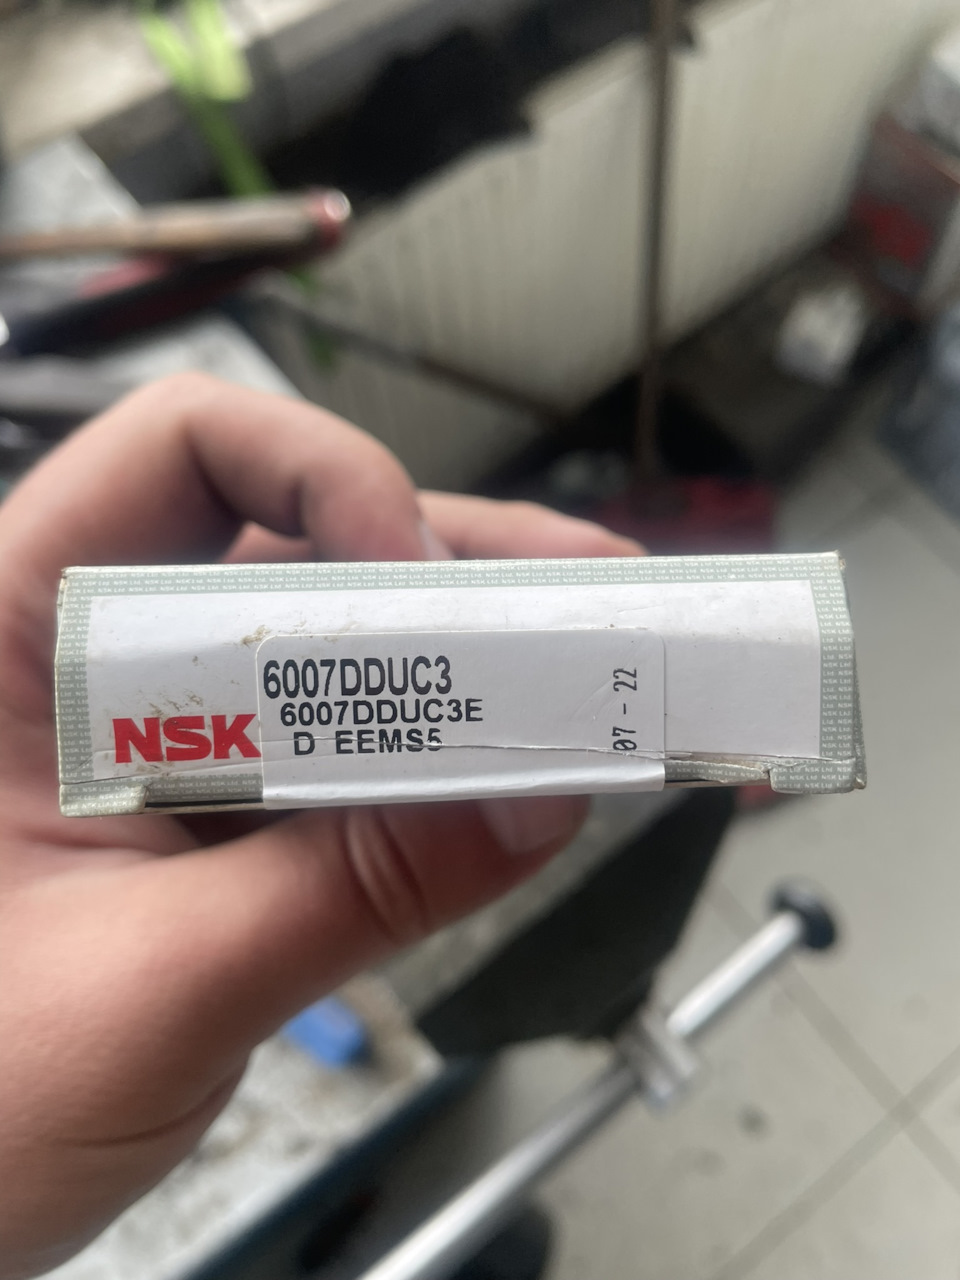 6007DDUC3
6007DDUC3E
NSK
D EEMS5
07 - 22